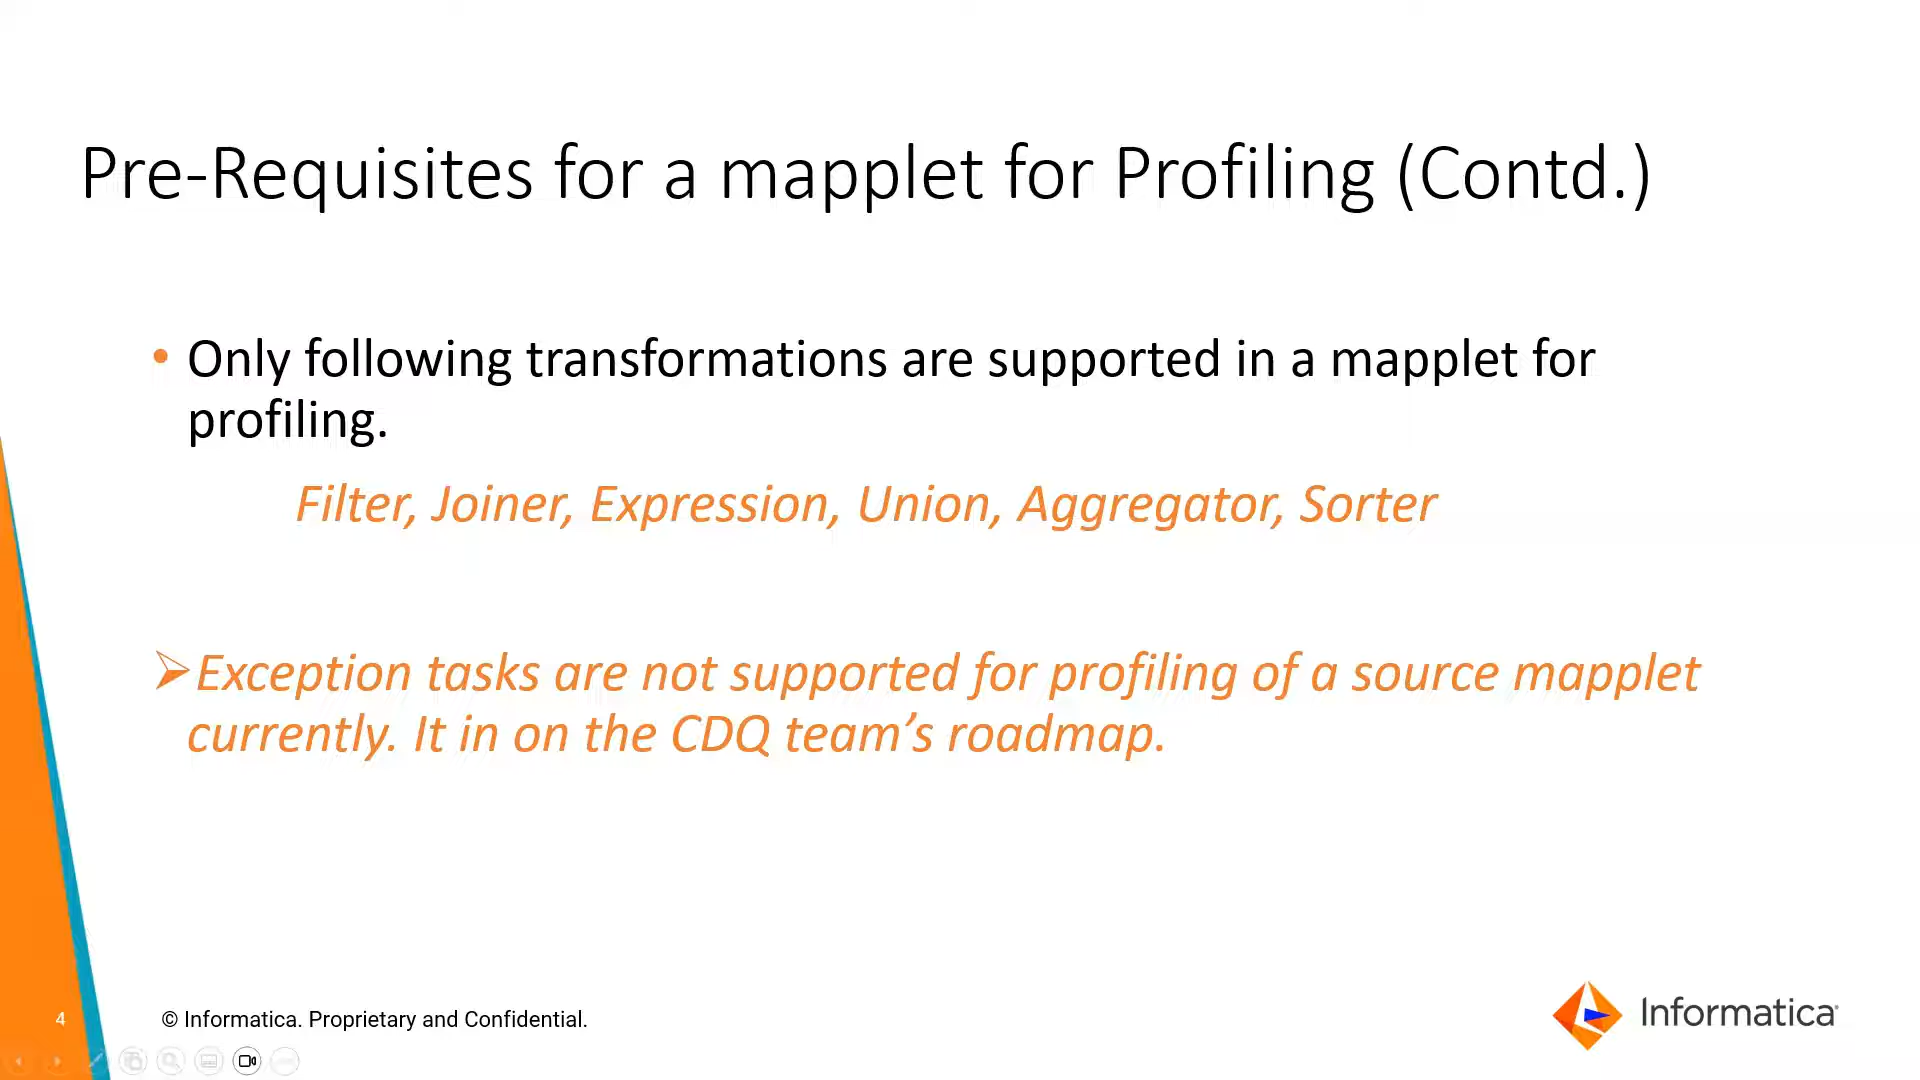 Pre-Requisites for a mapplet for Profiling (Contd.)
• Only following transformations are supported in a mapplet for
profiling.
Filter, Joiner, Expression, Union, Aggregator, Sorter
➢Exception tasks are not supported for profiling of a source mapplet
currently. It in on the CDQ team’s roadmap.
4
© Informatica. Proprietary and Confidential.
Informatica